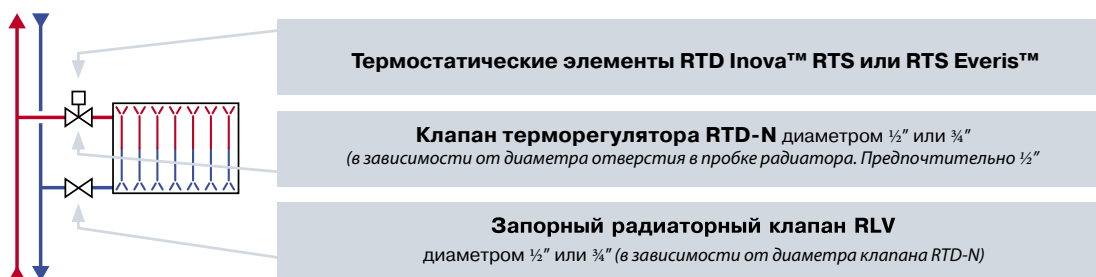 Термостатические элементы RTD Inova™ RTS или RTS Everis™
Клапан терморегулятора RTD-N диаметром ½″ или ¾″
(в зависимости от диаметра отверстия в пробке радиатора. Предпочтительно ½″
Запорный радиаторный клапан RLV
диаметром ½″ или ¾″ (в зависимости от диаметра клапана RTD-N)